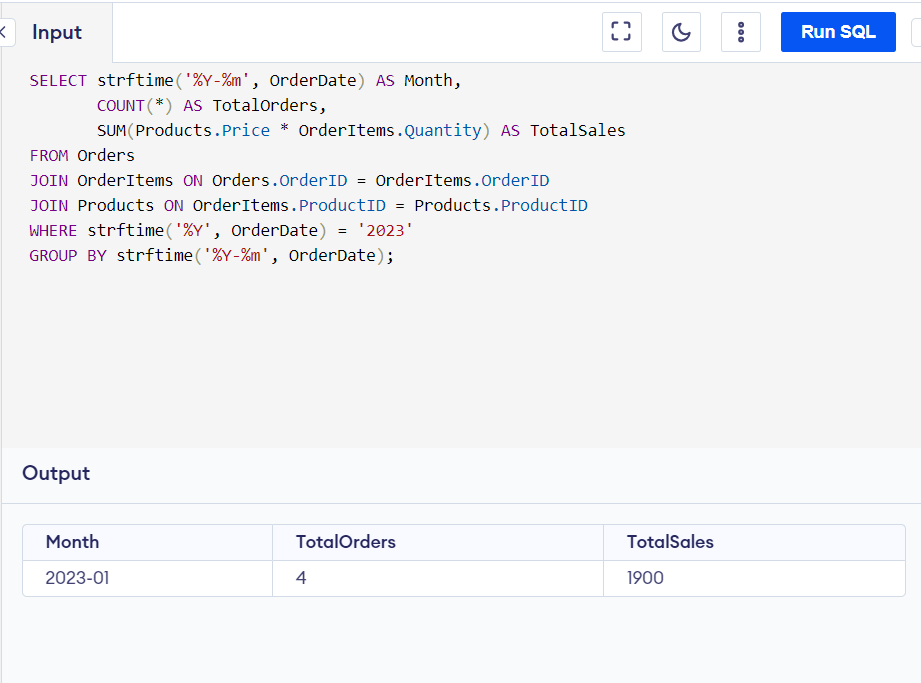 Input
Run SQL
SELECT strftime('%Y-%m', OrderDate) AS Month,
       COUNT(*) AS TotalOrders,
       SUM(Products.Price * OrderItems.Quantity) AS TotalSales
FROM Orders
JOIN OrderItems ON Orders.OrderID = OrderItems.OrderID
JOIN Products ON OrderItems.ProductID = Products.ProductID
WHERE strftime('%Y', OrderDate) = '2023'
GROUP BY strftime('%Y-%m', OrderDate);
Output
Month TotalOrders TotalSales
2023-01 4 1900